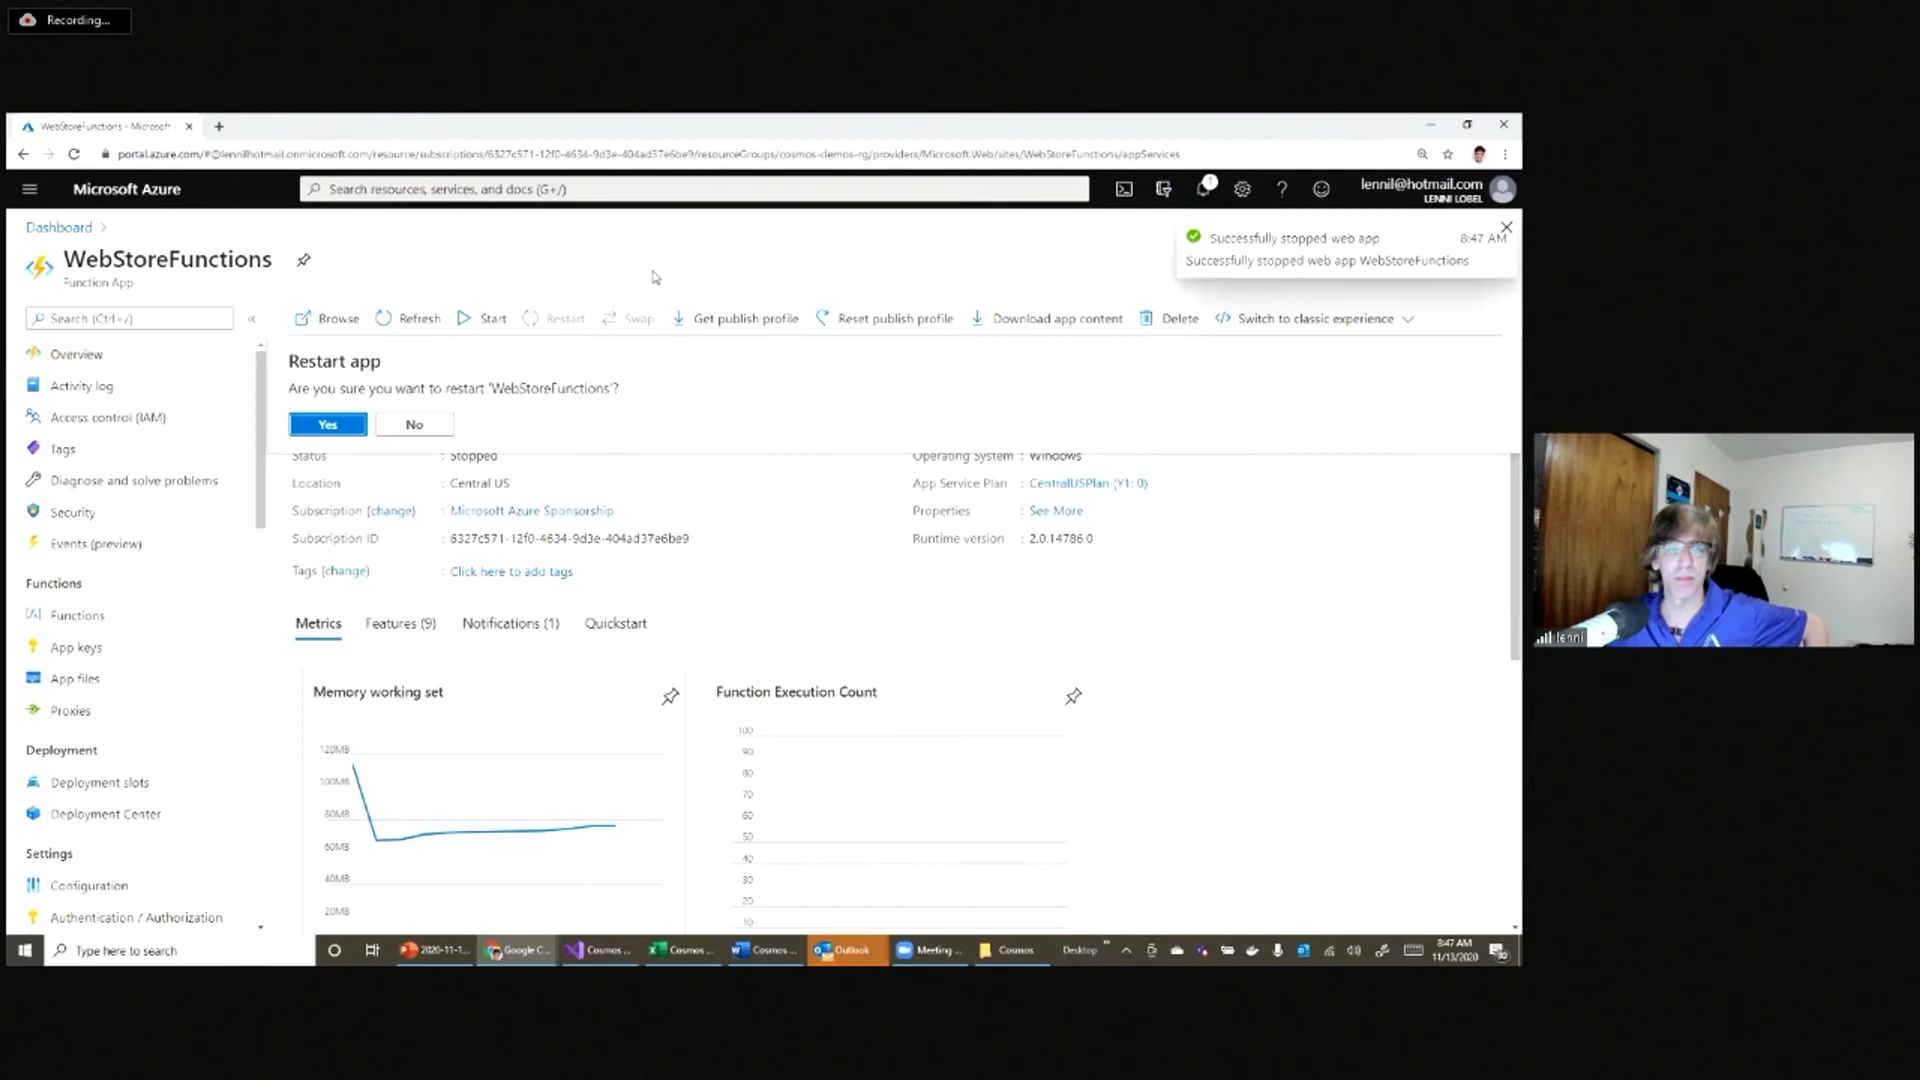 Recording...
WebStoreFunctions - Microsoft
portal.azure.com/#@lennilhotmail.onmicrosoft.com/resource/subscriptions/6327c571-12f0-4634-9d3e-404ad37e6be9/resourceGroups/cosmos-demos-rg/providers/Microsoft.Web/sites/WebStoreFunctions/appServices
Microsoft Azure
Search resources, services, and docs (G+/)
1
lennil@hotmail.com
LENNI LOBEL
Dashboard >
WebStoreFunctions
Function App
Successfully stopped web app 8:47 AM
Successfully stopped web app WebStoreFunctions
Search (Ctrl+/) «
Browse Refresh Start Restart Swap Get publish profile Reset publish profile Download app content Delete Switch to classic experience
Restart app
Are you sure you want to restart 'WebStoreFunctions'?
Yes No
Overview
Activity log
Access control (IAM)
Tags
Diagnose and solve problems
Security
Events (preview)
Functions
Functions
App keys
App files
Proxies
Deployment
Deployment slots
Deployment Center
Settings
Configuration
Authentication / Authorization
Status : Stopped
Location : Central US
Subscription (change) : Microsoft Azure Sponsorship
Subscription ID : 6327c571-12f0-4634-9d3e-404ad37e6be9
Tags (change) : Click here to add tags
Operating System : Windows
App Service Plan : CentralUSPlan (Y1: 0)
Properties : See More
Runtime version : 2.0.14786.0
Metrics Features (9) Notifications (1) Quickstart
Memory working set
120MB
100MB
80MB
60MB
40MB
20MB
Function Execution Count
100
90
80
70
60
50
40
30
20
10
Type here to search
2020-11-1... Google C... Cosmos ... Cosmos ... Cosmos ... Outlook Meeting ... Cosmos Desktop
8:47 AM
11/13/2020
lenni